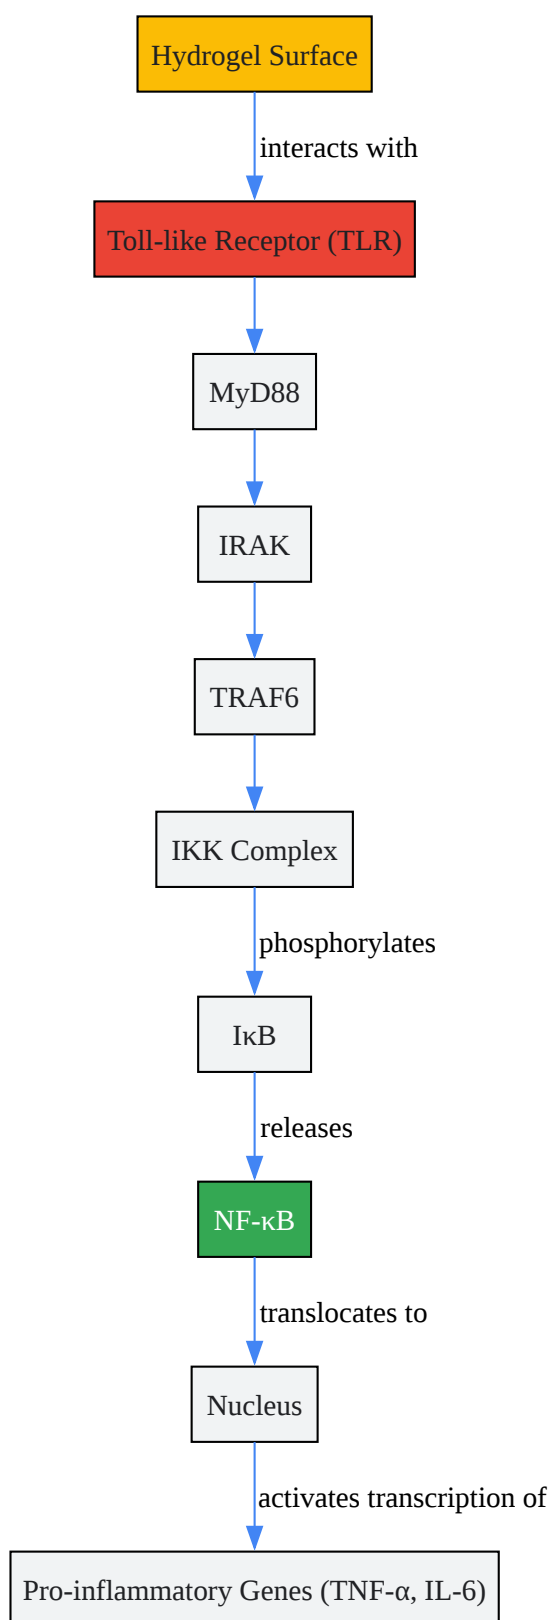 Hydrogel Surface
interacts with
Toll-like Receptor (TLR)
MyD88
IRAK
TRAF6
IKK Complex
phosphorylates
IκB
releases
NF-κB
translocates to
Nucleus
activates transcription of
Pro-inflammatory Genes (TNF-α, IL-6)